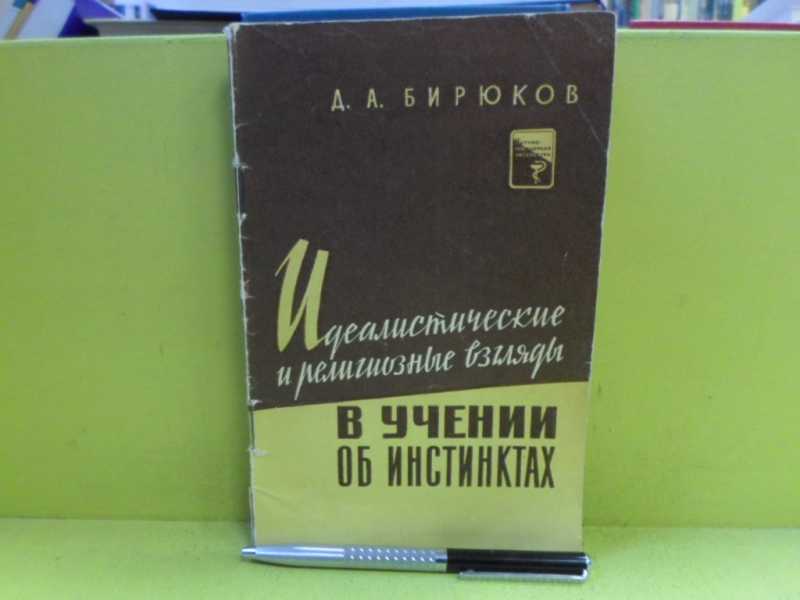 Д. А. БИРЮКОВ
Идеалистические
и религиозные взгляды
В УЧЕНИИ
ОБ ИНСТИНКТАХ